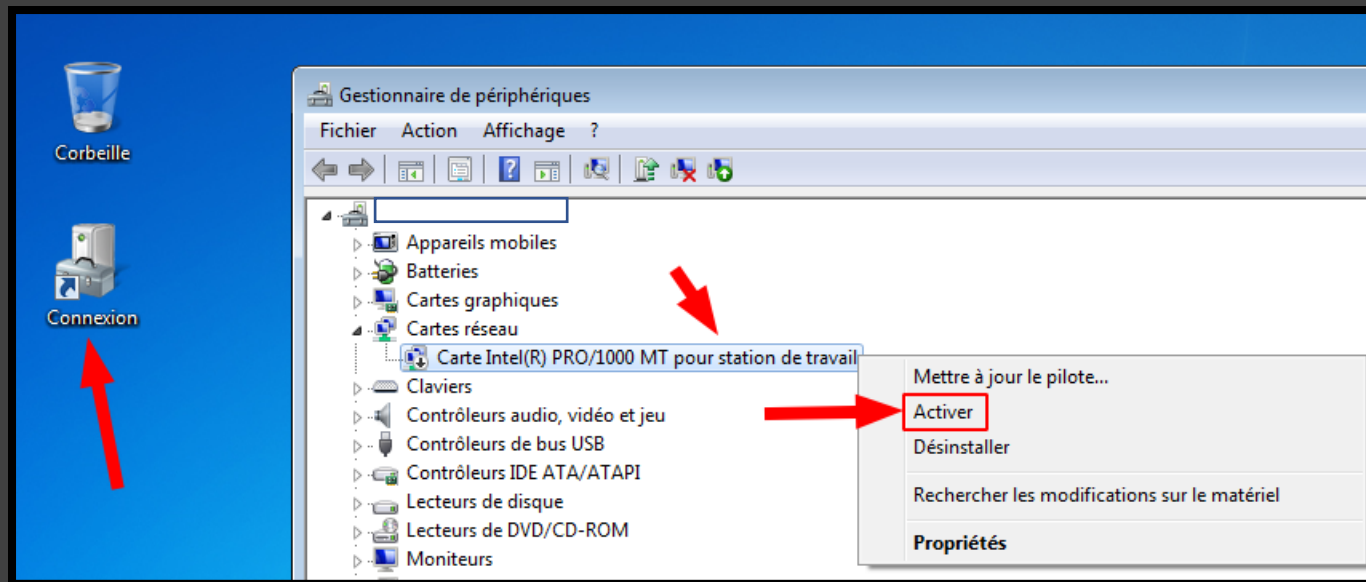 Corbeille
Connexion
Gestionnaire de périphériques
Fichier Action Affichage ?
Appareils mobiles
Batteries
Cartes graphiques
Cartes réseau
Carte Intel(R) PRO/1000 MT pour station de travail
Claviers
Contrôleurs audio, vidéo et jeu
Contrôleurs de bus USB
Contrôleurs IDE ATA/ATAPI
Lecteurs de disque
Lecteurs de DVD/CD-ROM
Moniteurs
Mettre à jour le pilote...
Activer
Désinstaller
Rechercher les modifications sur le matériel
Propriétés